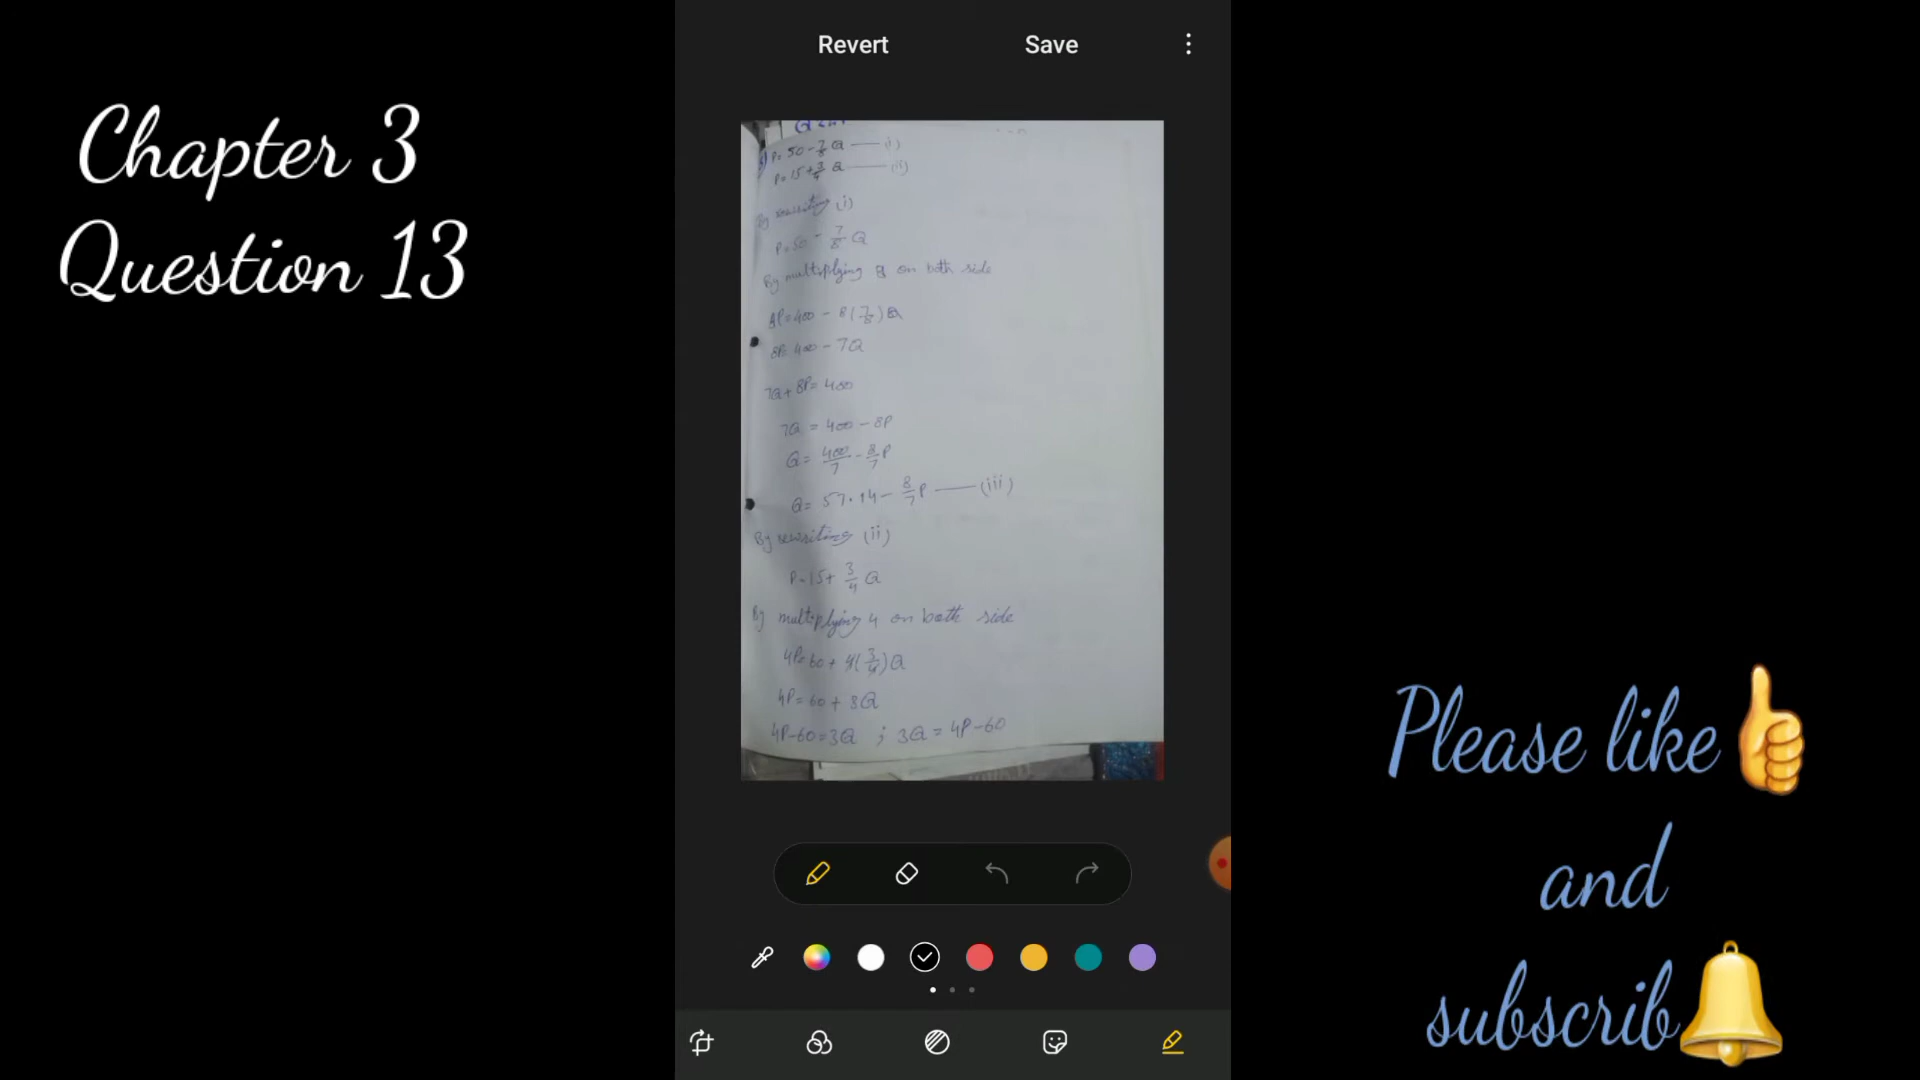 Chapter 3
Question 13
Revert
Save
P= 50 - 7/8 Q —— (i)
P= 15 + 3/4 Q —— (ii)
By rewriting (i)
P=50 - 7/8 Q
By multiplying 8 on both side
8P=400 - 8(7/8)Q
8P=400 - 7Q
7Q+8P=400
7Q = 400 - 8P
Q= 400/7 - 8/7 P
Q= 57.14 - 8/7 P —— (iii)
By rewriting (ii)
P=15+ 3/4 Q
By multiplying 4 on both side
4P=60 + 4(3/4)Q
4P=60 + 3Q
4P-60=3Q ; 3Q = 4P-60
Please like
and
subscrib